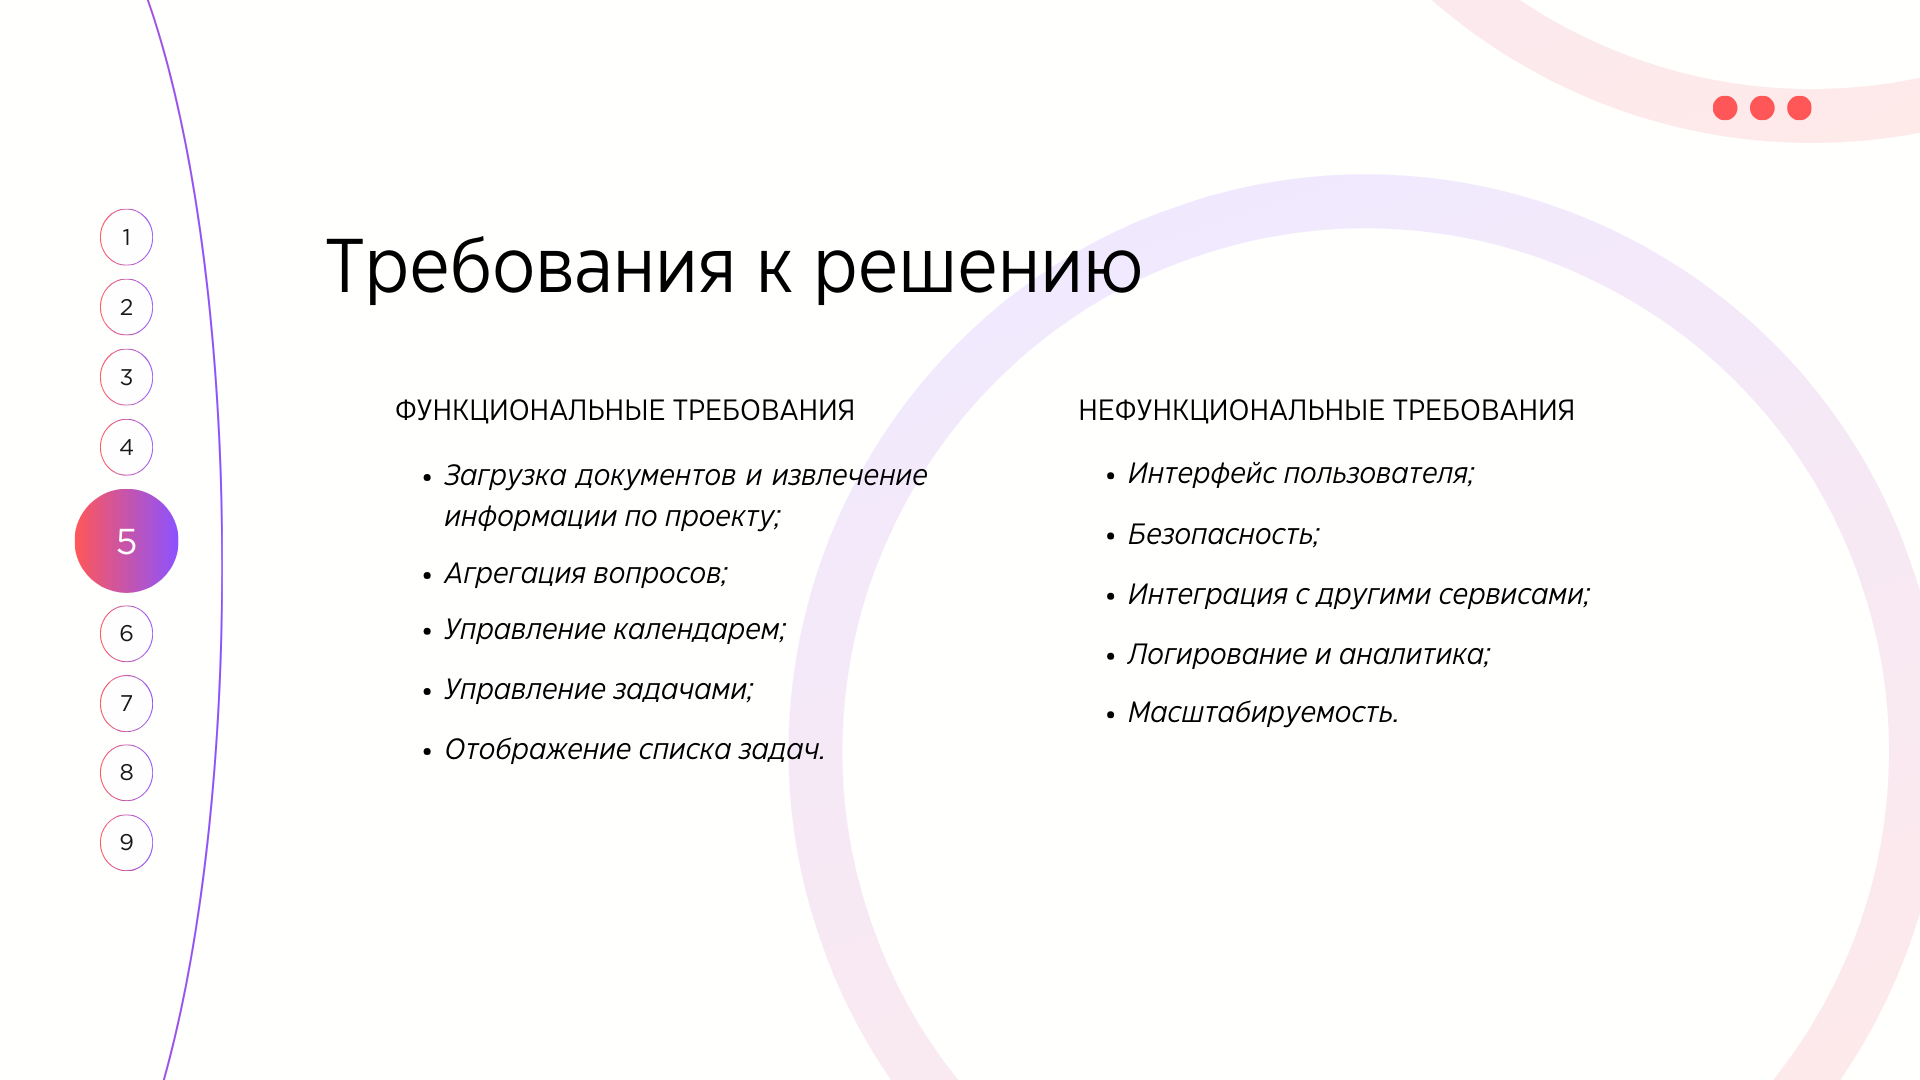 1
2
3
4
5
6
7
8
9
Требования к решению
ФУНКЦИОНАЛЬНЫЕ ТРЕБОВАНИЯ
• Загрузка документов и извлечение
информации по проекту;
• Агрегация вопросов;
• Управление календарем;
• Управление задачами;
• Отображение списка задач.
НЕФУНКЦИОНАЛЬНЫЕ ТРЕБОВАНИЯ
• Интерфейс пользователя;
• Безопасность;
• Интеграция с другими сервисами;
• Логирование и аналитика;
• Масштабируемость.